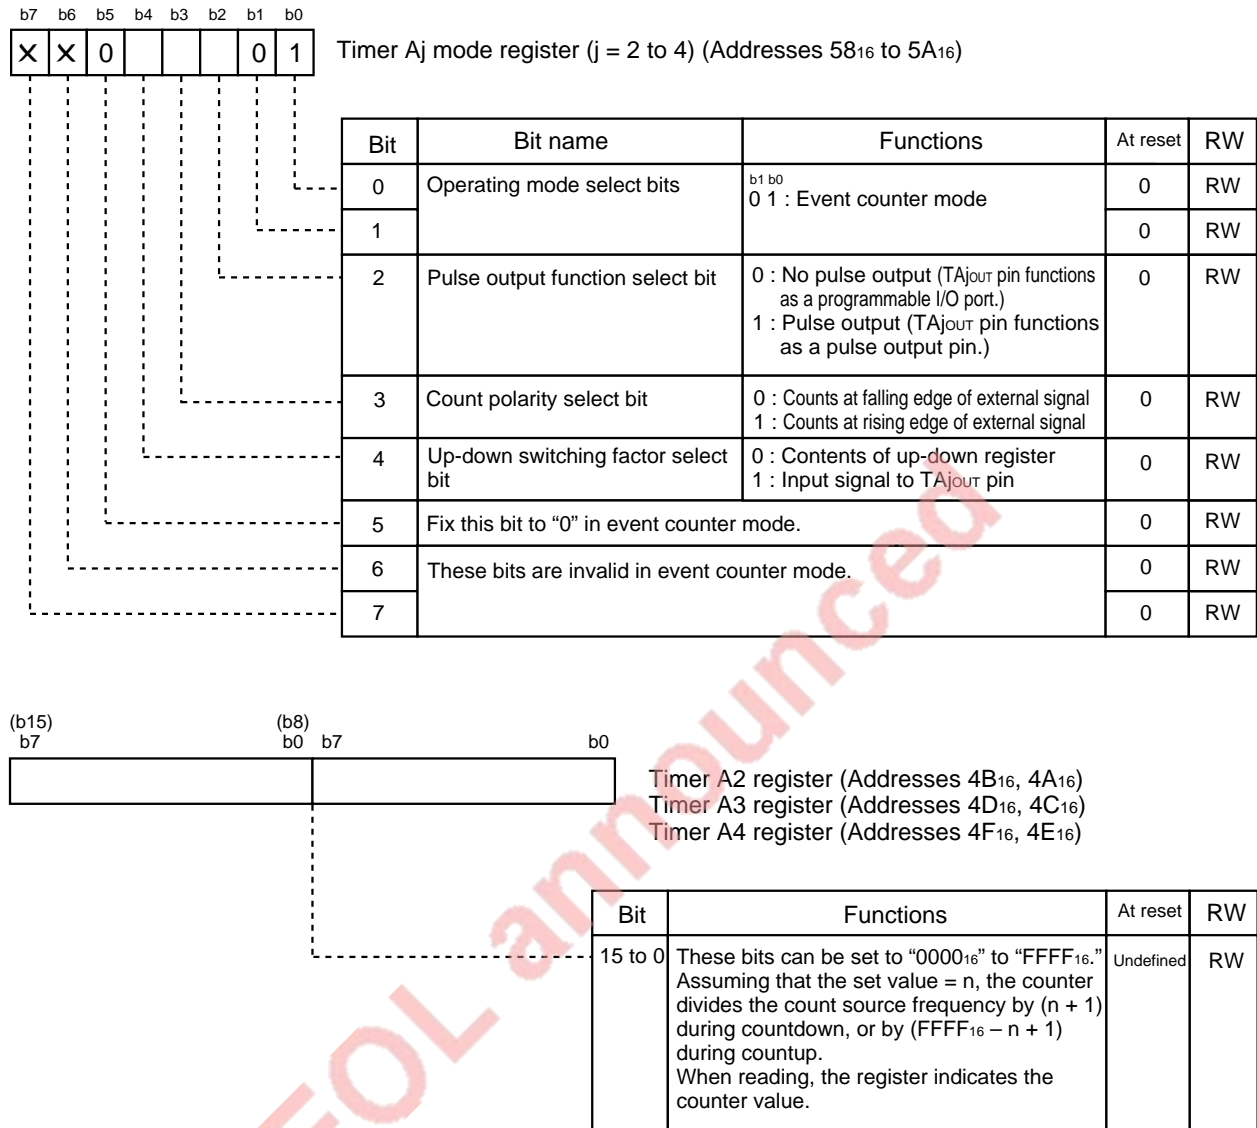 b7 b6 b5 b4 b3 b2 b1 b0
X X 0 0 1
Timer Aj mode register (j = 2 to 4) (Addresses 5816 to 5A16)
Bit Bit name Functions At reset RW
0 Operating mode select bits b1 b0 0 RW
0 1 : Event counter mode
1 0 RW
2 Pulse output function select bit 0 : No pulse output (TAjOUT pin functions 0 RW
as a programmable I/O port.)
1 : Pulse output (TAjOUT pin functions
as a pulse output pin.)
3 Count polarity select bit 0 : Counts at falling edge of external signal 0 RW
1 : Counts at rising edge of external signal
4 Up-down switching factor select 0 : Contents of up-down register 0 RW
bit 1 : Input signal to TAjOUT pin
5 Fix this bit to “0” in event counter mode. 0 RW
6 These bits are invalid in event counter mode. 0 RW
7 0 RW
(b15) (b8)
b7 b0 b7 b0
Timer A2 register (Addresses 4B16, 4A16)
Timer A3 register (Addresses 4D16, 4C16)
Timer A4 register (Addresses 4F16, 4E16)
Bit Functions At reset RW
15 to 0 These bits can be set to “000016” to “FFFF16.” Undefined RW
Assuming that the set value = n, the counter
divides the count source frequency by (n + 1)
during countdown, or by (FFFF16 – n + 1)
during countup.
When reading, the register indicates the
counter value.
EOL announced